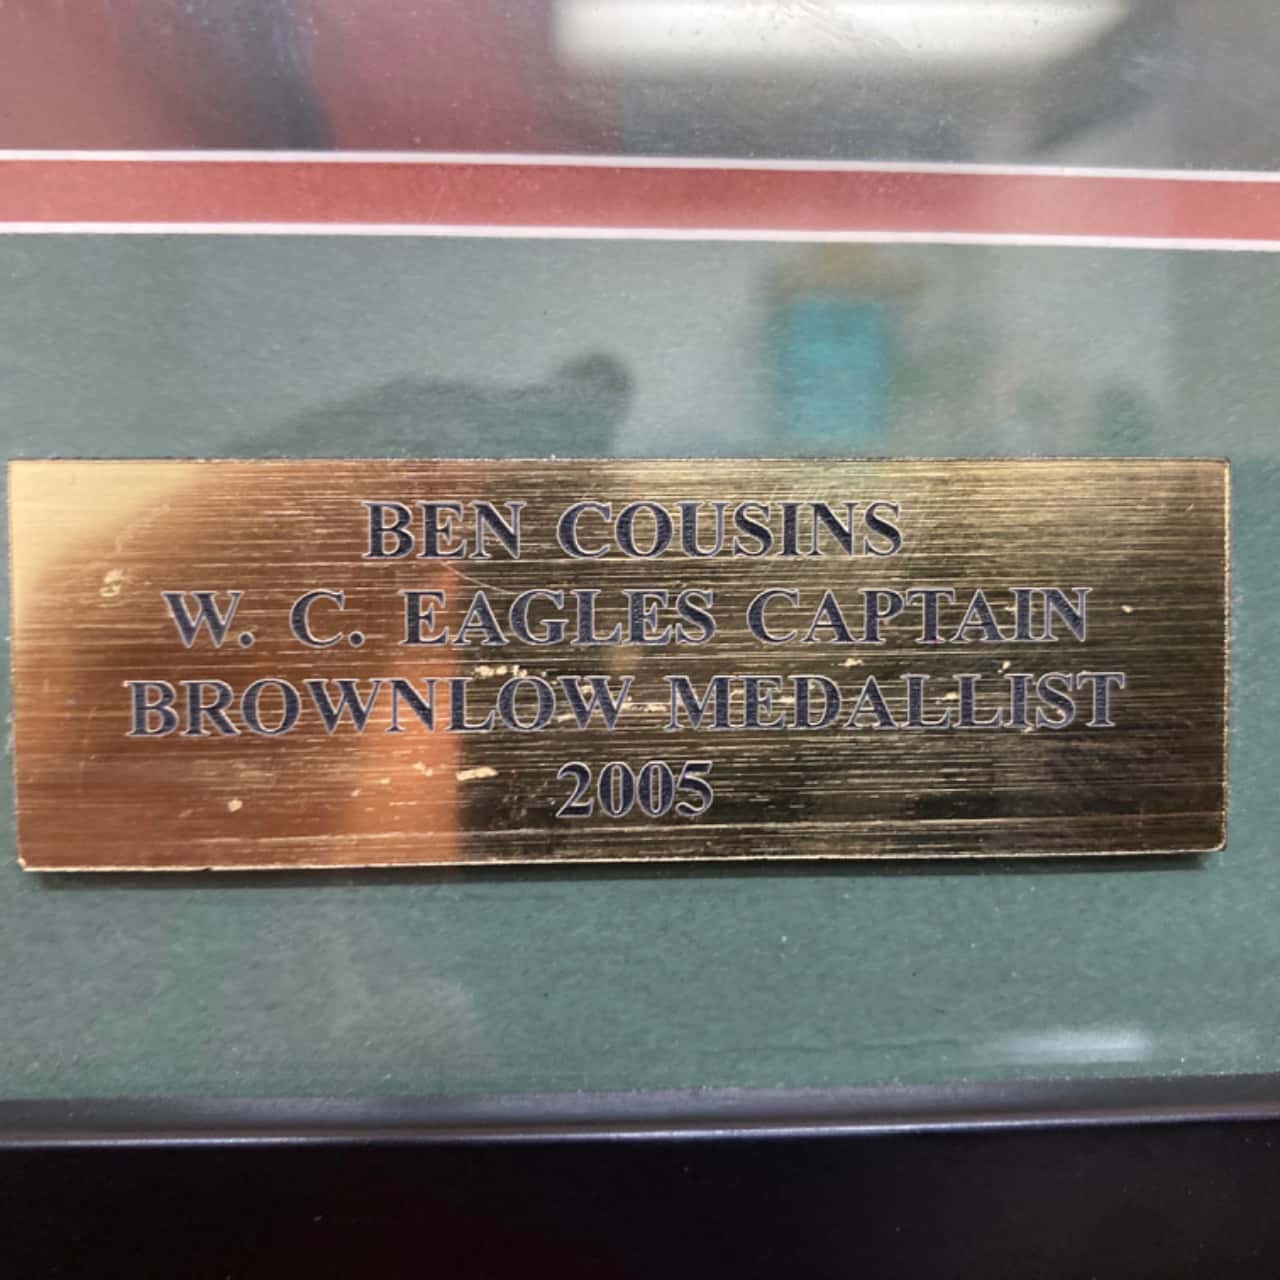 BEN COUSINS
W. C. EAGLES CAPTAIN
BROWNLOW MEDALLIST
2005